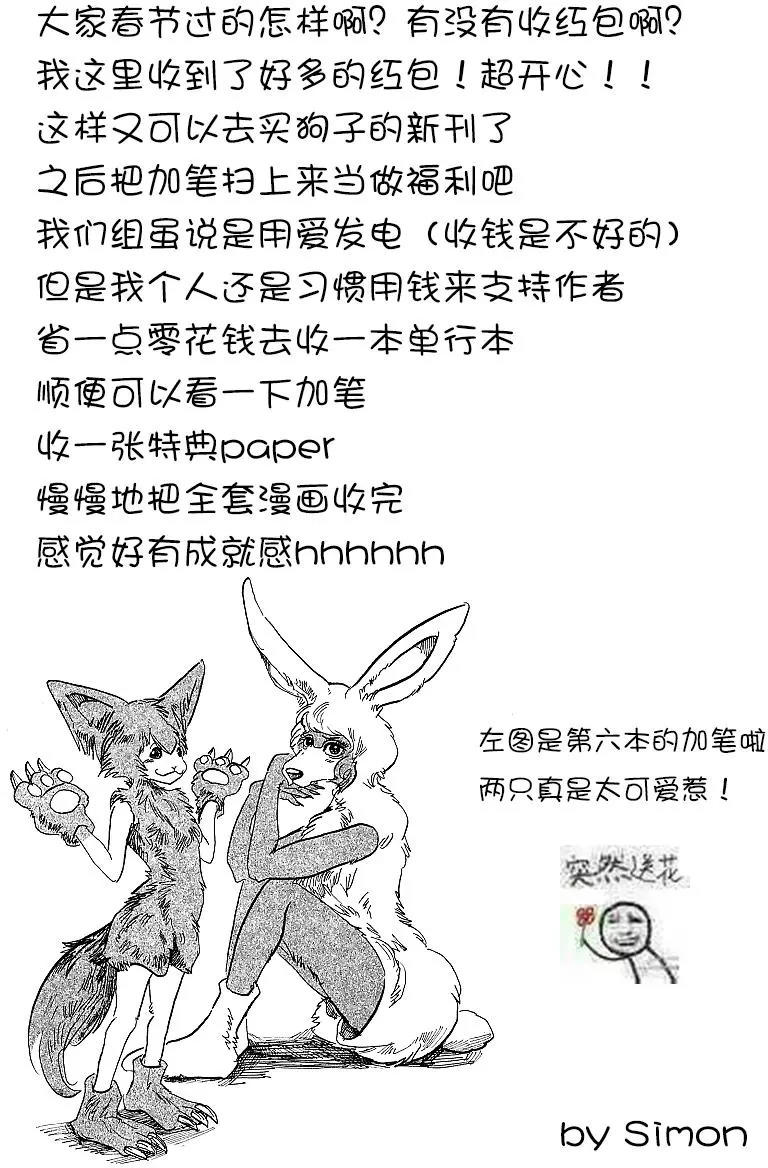 大家春节过的怎样啊？有没有收红包啊？
我这里收到了好多的红包！超开心！！
这样又可以去买狗子的新刊了
之后把加笔扫上来当做福利吧
我们组虽说是用爱发电（收钱是不好的）
但是我个人还是习惯用钱来支持作者
省一点零花钱去收一本单行本
顺便可以看一下加笔
收一张特典paper
慢慢地把全套漫画收完
感觉好有成就感hhhhhh
左图是第六本的加笔啦
两只真是太可爱惹！
突然送花
by Simon